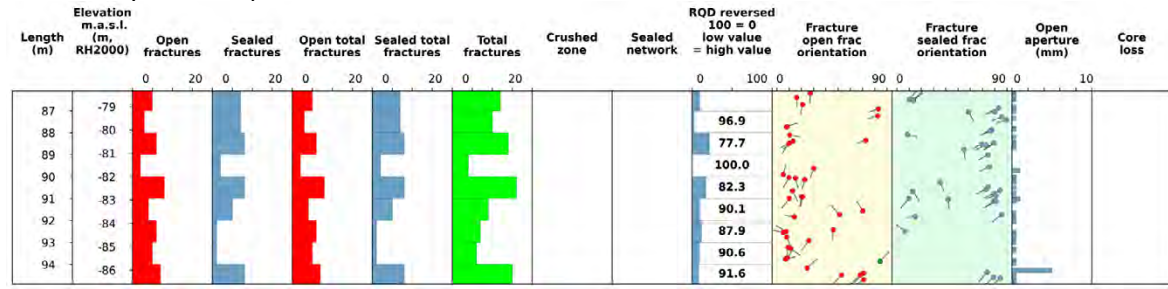 Length
(m)
Elevation
m.a.s.l.
(m,
RH2000)
Open
fractures
Sealed
fractures
Open total
fractures
Sealed total
fractures
Total
fractures
Crushed
zone
Sealed
network
RQD reversed
100 = 0
low value
= high value
Fracture
open frac
orientation
Fracture
sealed frac
orientation
Open
aperture
(mm)
Core
loss
0 20 0 20 0 20 0 20 0 20 0 100 0 90 0 90 0 10
87 -79
96.9
88 -80
77.7
89 -81
100.0
90 -82
82.3
91 -83
90.1
92 -84
87.9
93 -85
90.6
94 -86
91.6